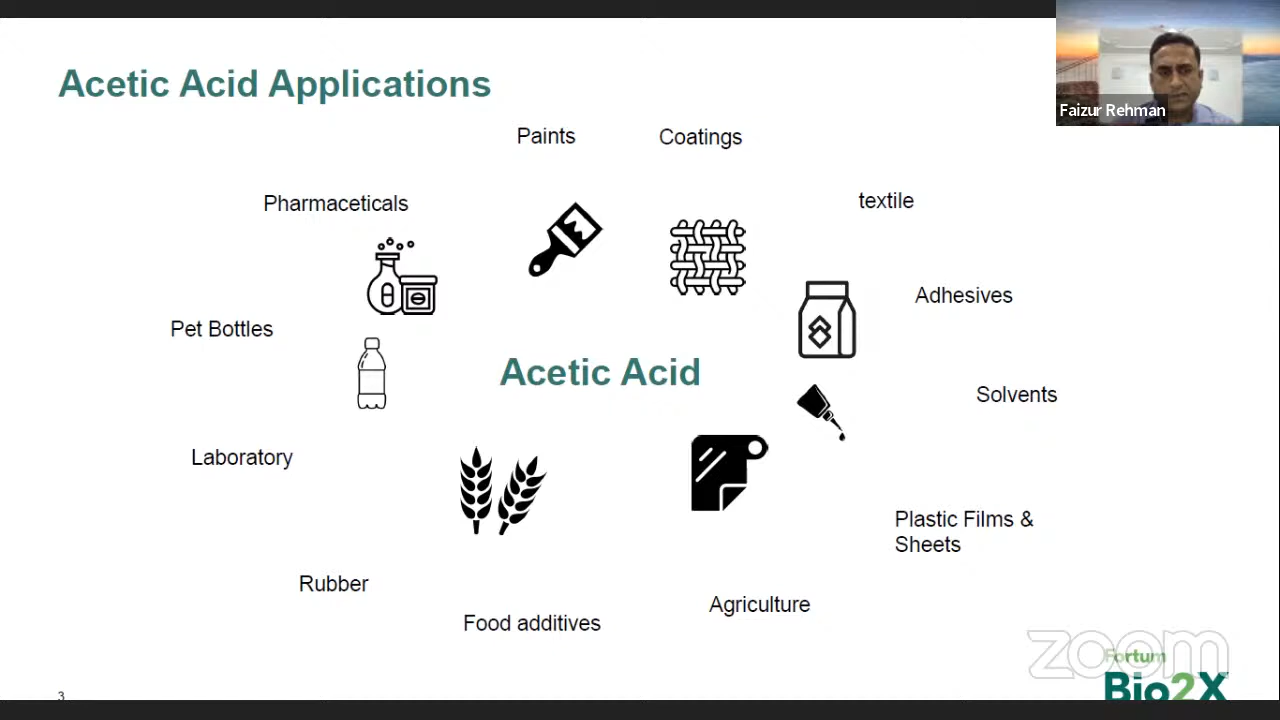 Acetic Acid Applications
Faizur Rehman
Paints
Coatings
Pharmaceticals
textile
Adhesives
Pet Bottles
Acetic Acid
Solvents
Laboratory
Plastic Films &
Sheets
Rubber
Agriculture
Food additives
zoom
Fortum
Bio2X
3